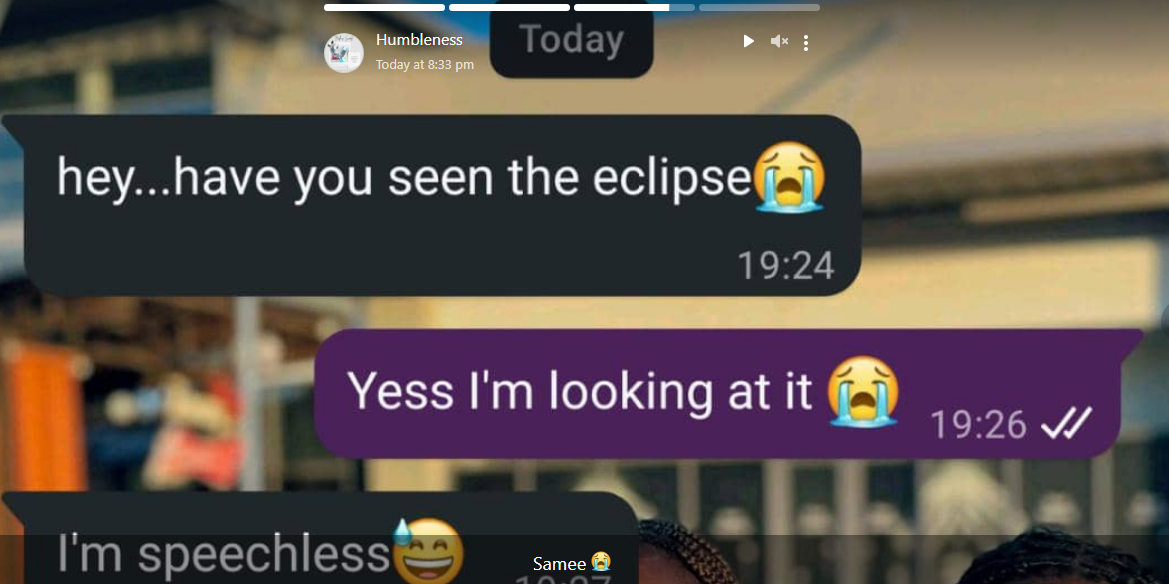 Today
Humbleness
Today at 8:33 pm
hey...have you seen the eclipse😭
19:24
Yess I'm looking at it 😭
19:26
I'm speechless😅
Samee 😭